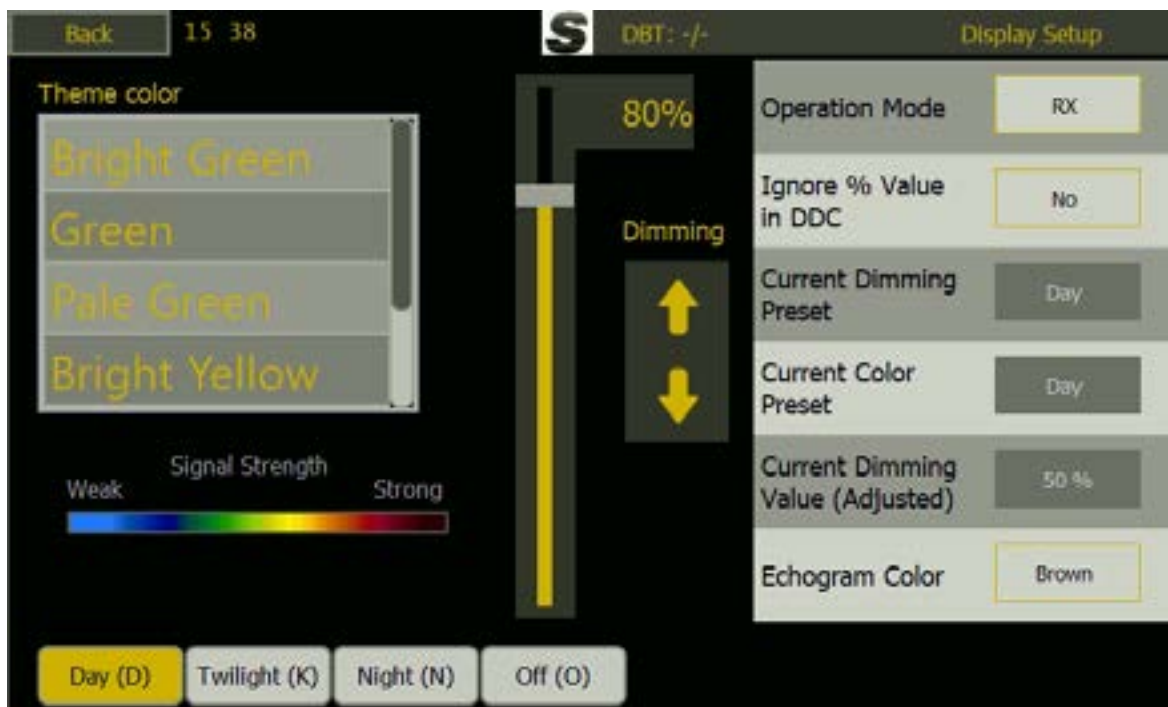 Back
15 38
S
DBT: -/-
Display Setup
Theme color
Bright Green
Green
Pale Green
Bright Yellow
Signal Strength
Weak
Strong
80%
Dimming
Operation Mode
RX
Ignore % Value
in DDC
No
Current Dimming
Preset
Day
Current Color
Preset
Day
Current Dimming
Value (Adjusted)
50 %
Echogram Color
Brown
Day (D)
Twilight (K)
Night (N)
Off (O)